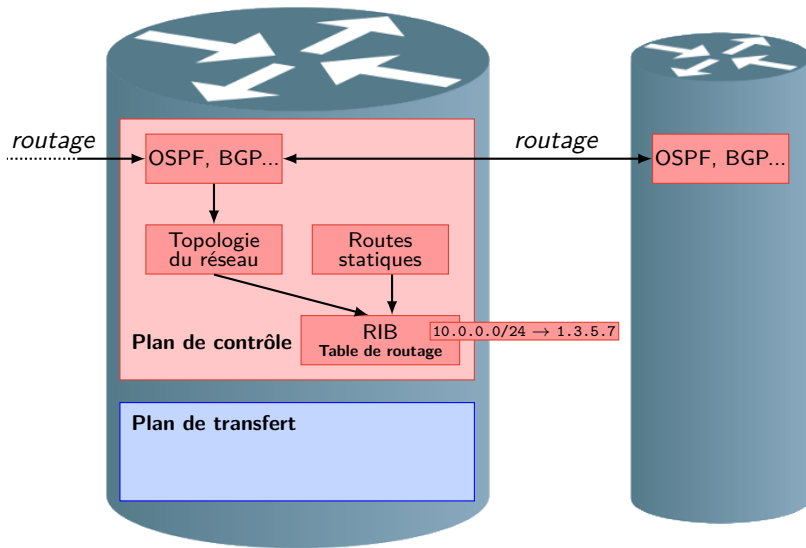 routage
routage
OSPF, BGP...
OSPF, BGP...
Topologie
du réseau
Routes
statiques
RIB
Table de routage
10.0.0.0/24 → 1.3.5.7
Plan de contrôle
Plan de transfert